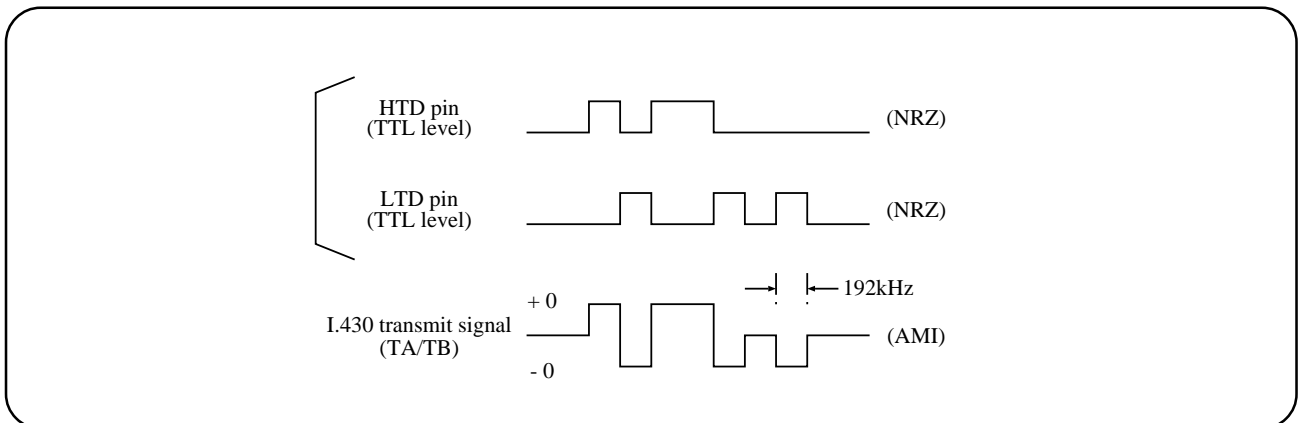 HTD pin
(TTL level)
(NRZ)
LTD pin
(TTL level)
(NRZ)
192kHz
+ 0
I.430 transmit signal
(TA/TB)
(AMI)
- 0